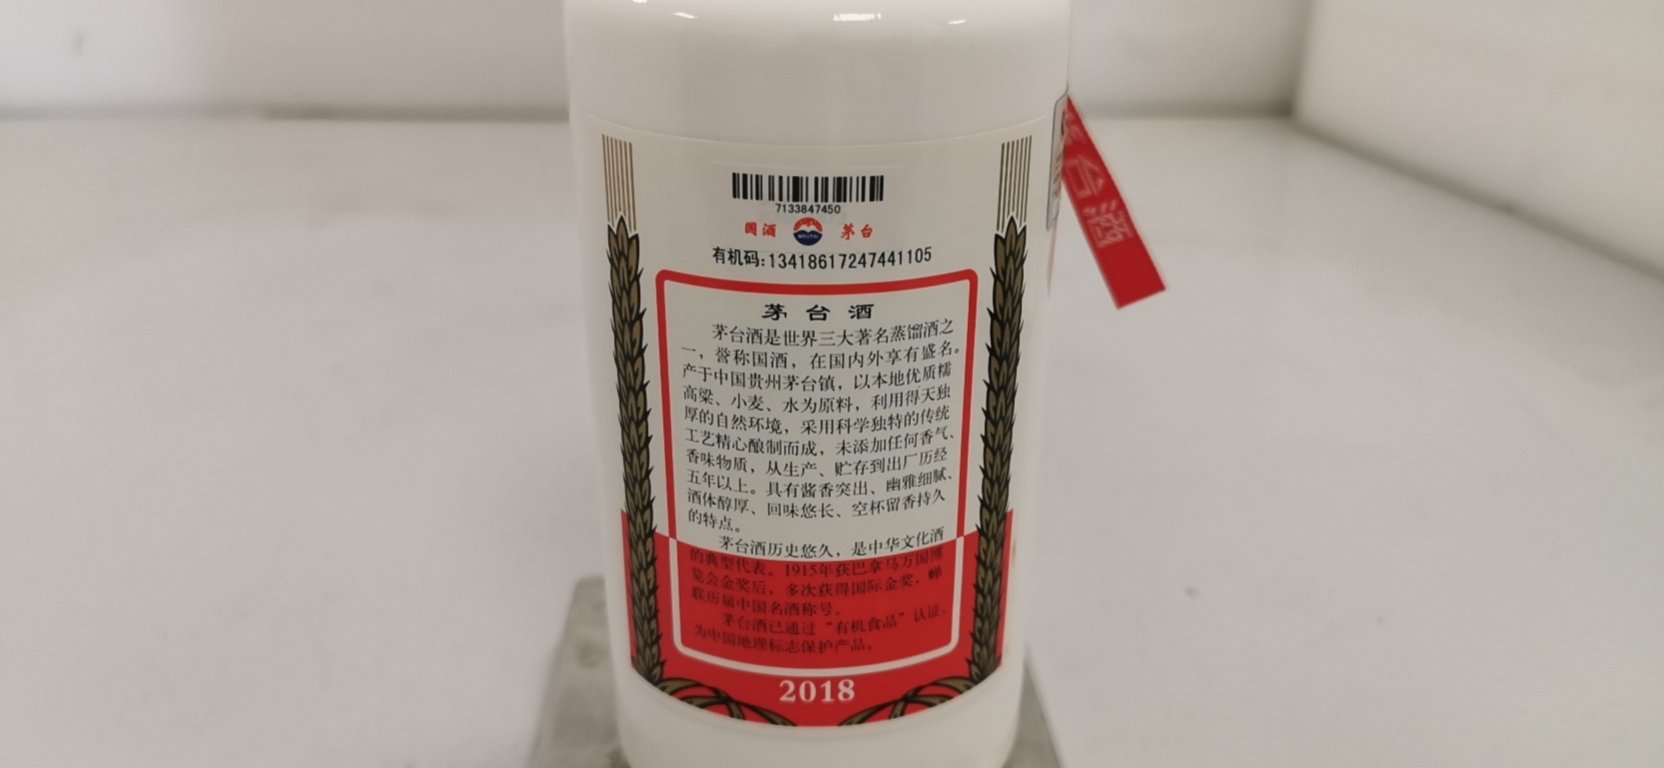 7133847450
国酒 MOUTAI 茅台
有机码:13418617247441105
茅台酒
茅台酒是世界三大著名蒸馏酒之
一，誉称国酒，在国内外享有盛名。
产于中国贵州茅台镇，以本地优质糯
高粱、小麦、水为原料，利用得天独
厚的自然环境，采用科学独特的传统
工艺精心酿制而成，未添加任何香气、
香味物质，从生产、贮存到出厂历经
五年以上。具有酱香突出、幽雅细腻、
酒体醇厚、回味悠长、空杯留香持久
的特点。
茅台酒历史悠久，是中华文化酒
的典型代表。1915年获巴拿马万国博
览会金奖后，多次获得国际金奖，蝉
联历届中国名酒称号。
茅台酒已通过“有机食品”认证，
为中国地理标志保护产品。
2018
台酒